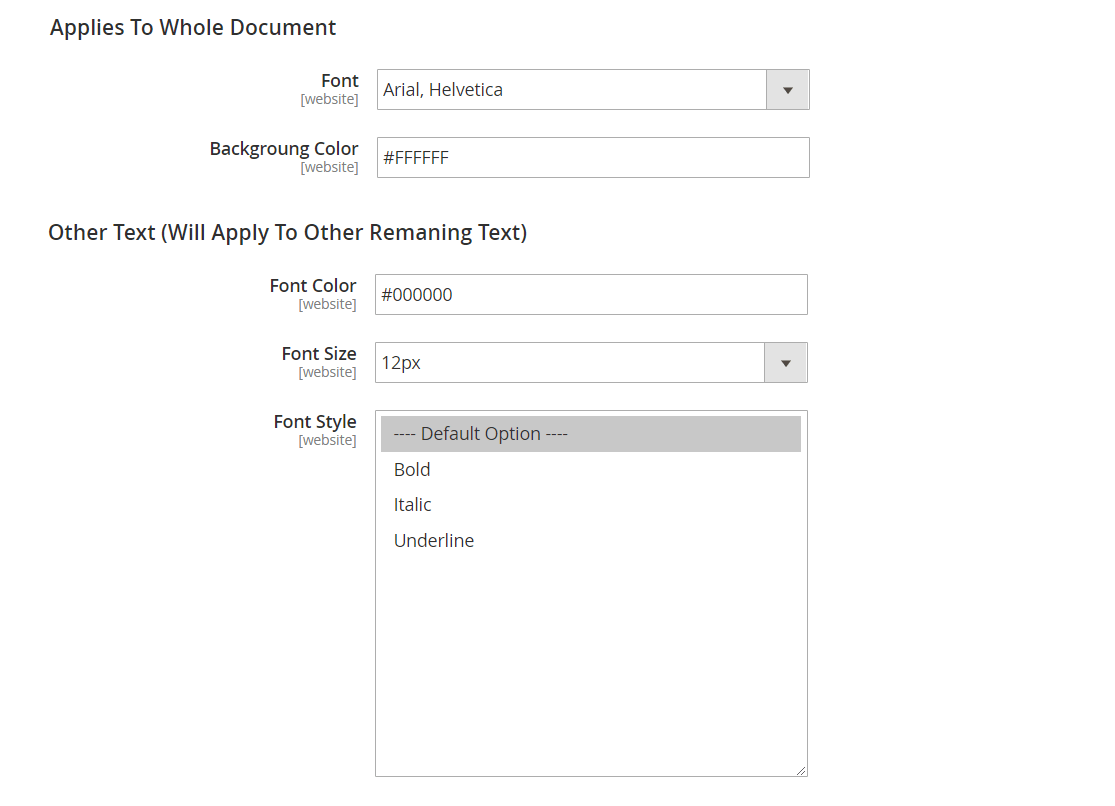 Applies To Whole Document
Font
[website]
Arial, Helvetica
Backgroung Color
[website]
#FFFFFF
Other Text (Will Apply To Other Remaning Text)
Font Color
[website]
#000000
Font Size
[website]
12px
Font Style
[website]
---- Default Option ----
Bold
Italic
Underline